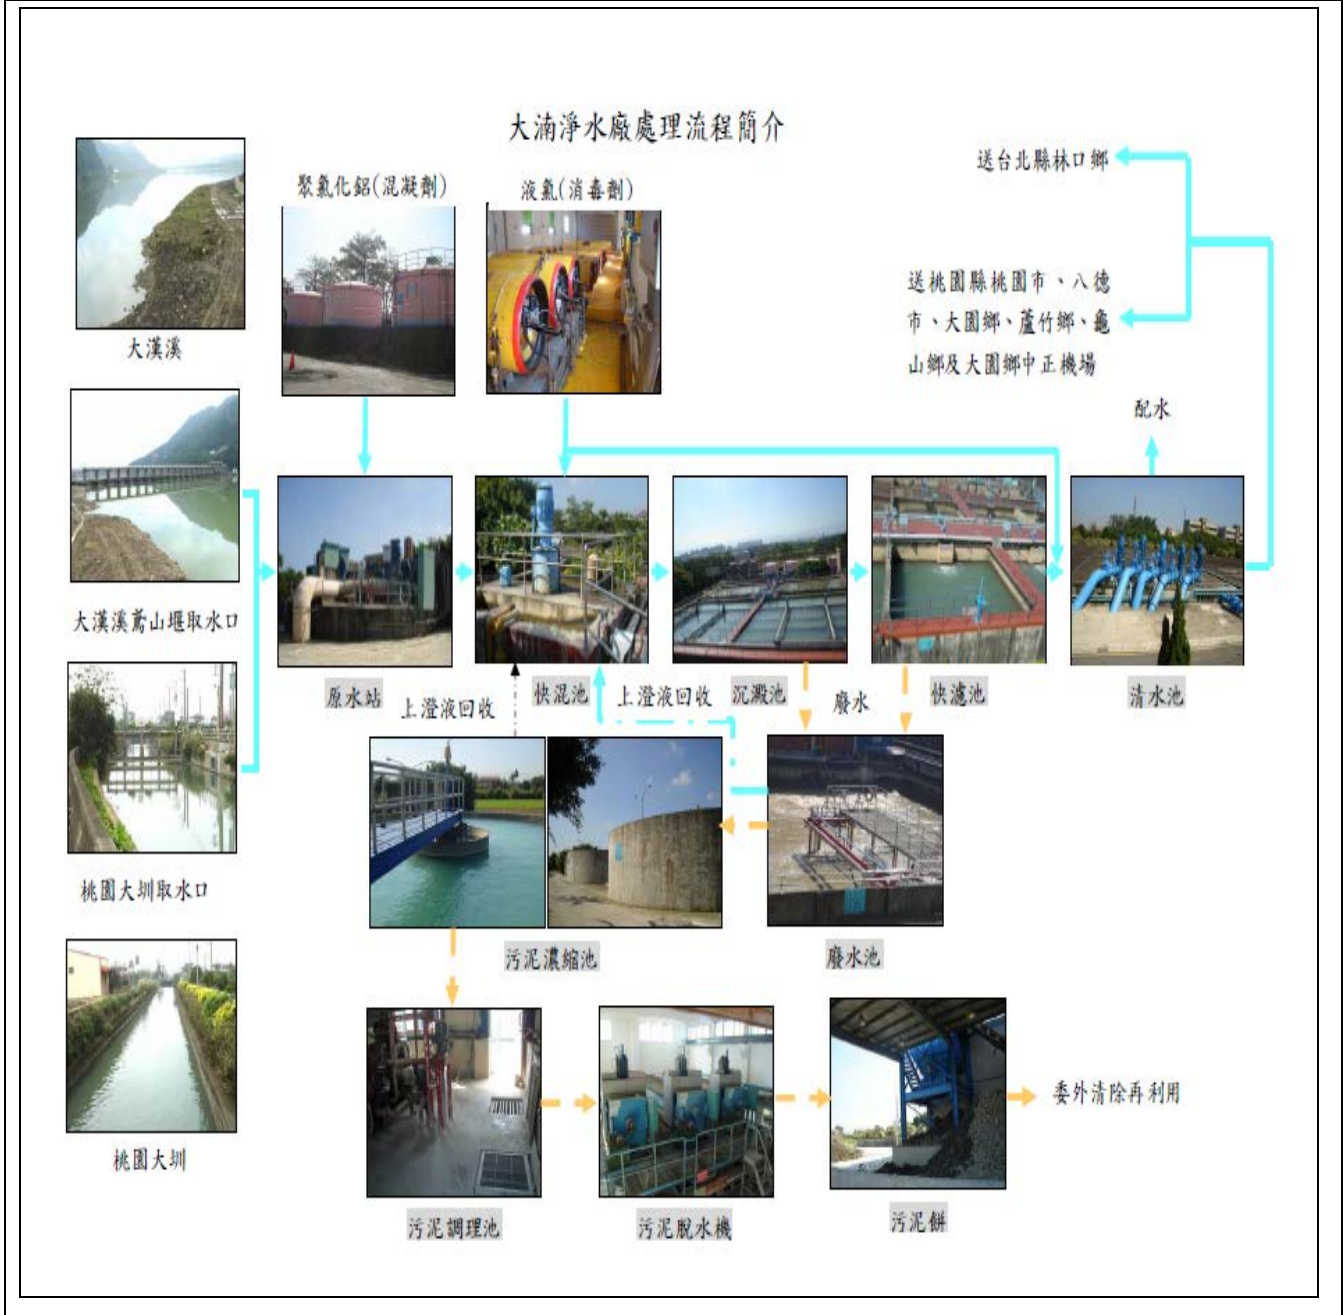 大湳淨水廠處理流程簡介
聚氯化鋁(混凝劑)
液氯(消毒劑)
送台北縣林口鄉
送桃園縣桃園市、八德
市、大園鄉、蘆竹鄉、龜
山鄉及大園鄉中正機場
配水
大漢溪
大漢溪鳶山堰取水口
桃園大圳取水口
桃園大圳
原水站
快混池
沉澱池
快濾池
清水池
上澄液回收
上澄液回收
廢水
污泥濃縮池
廢水池
委外清除再利用
污泥調理池
污泥脫水機
污泥餅